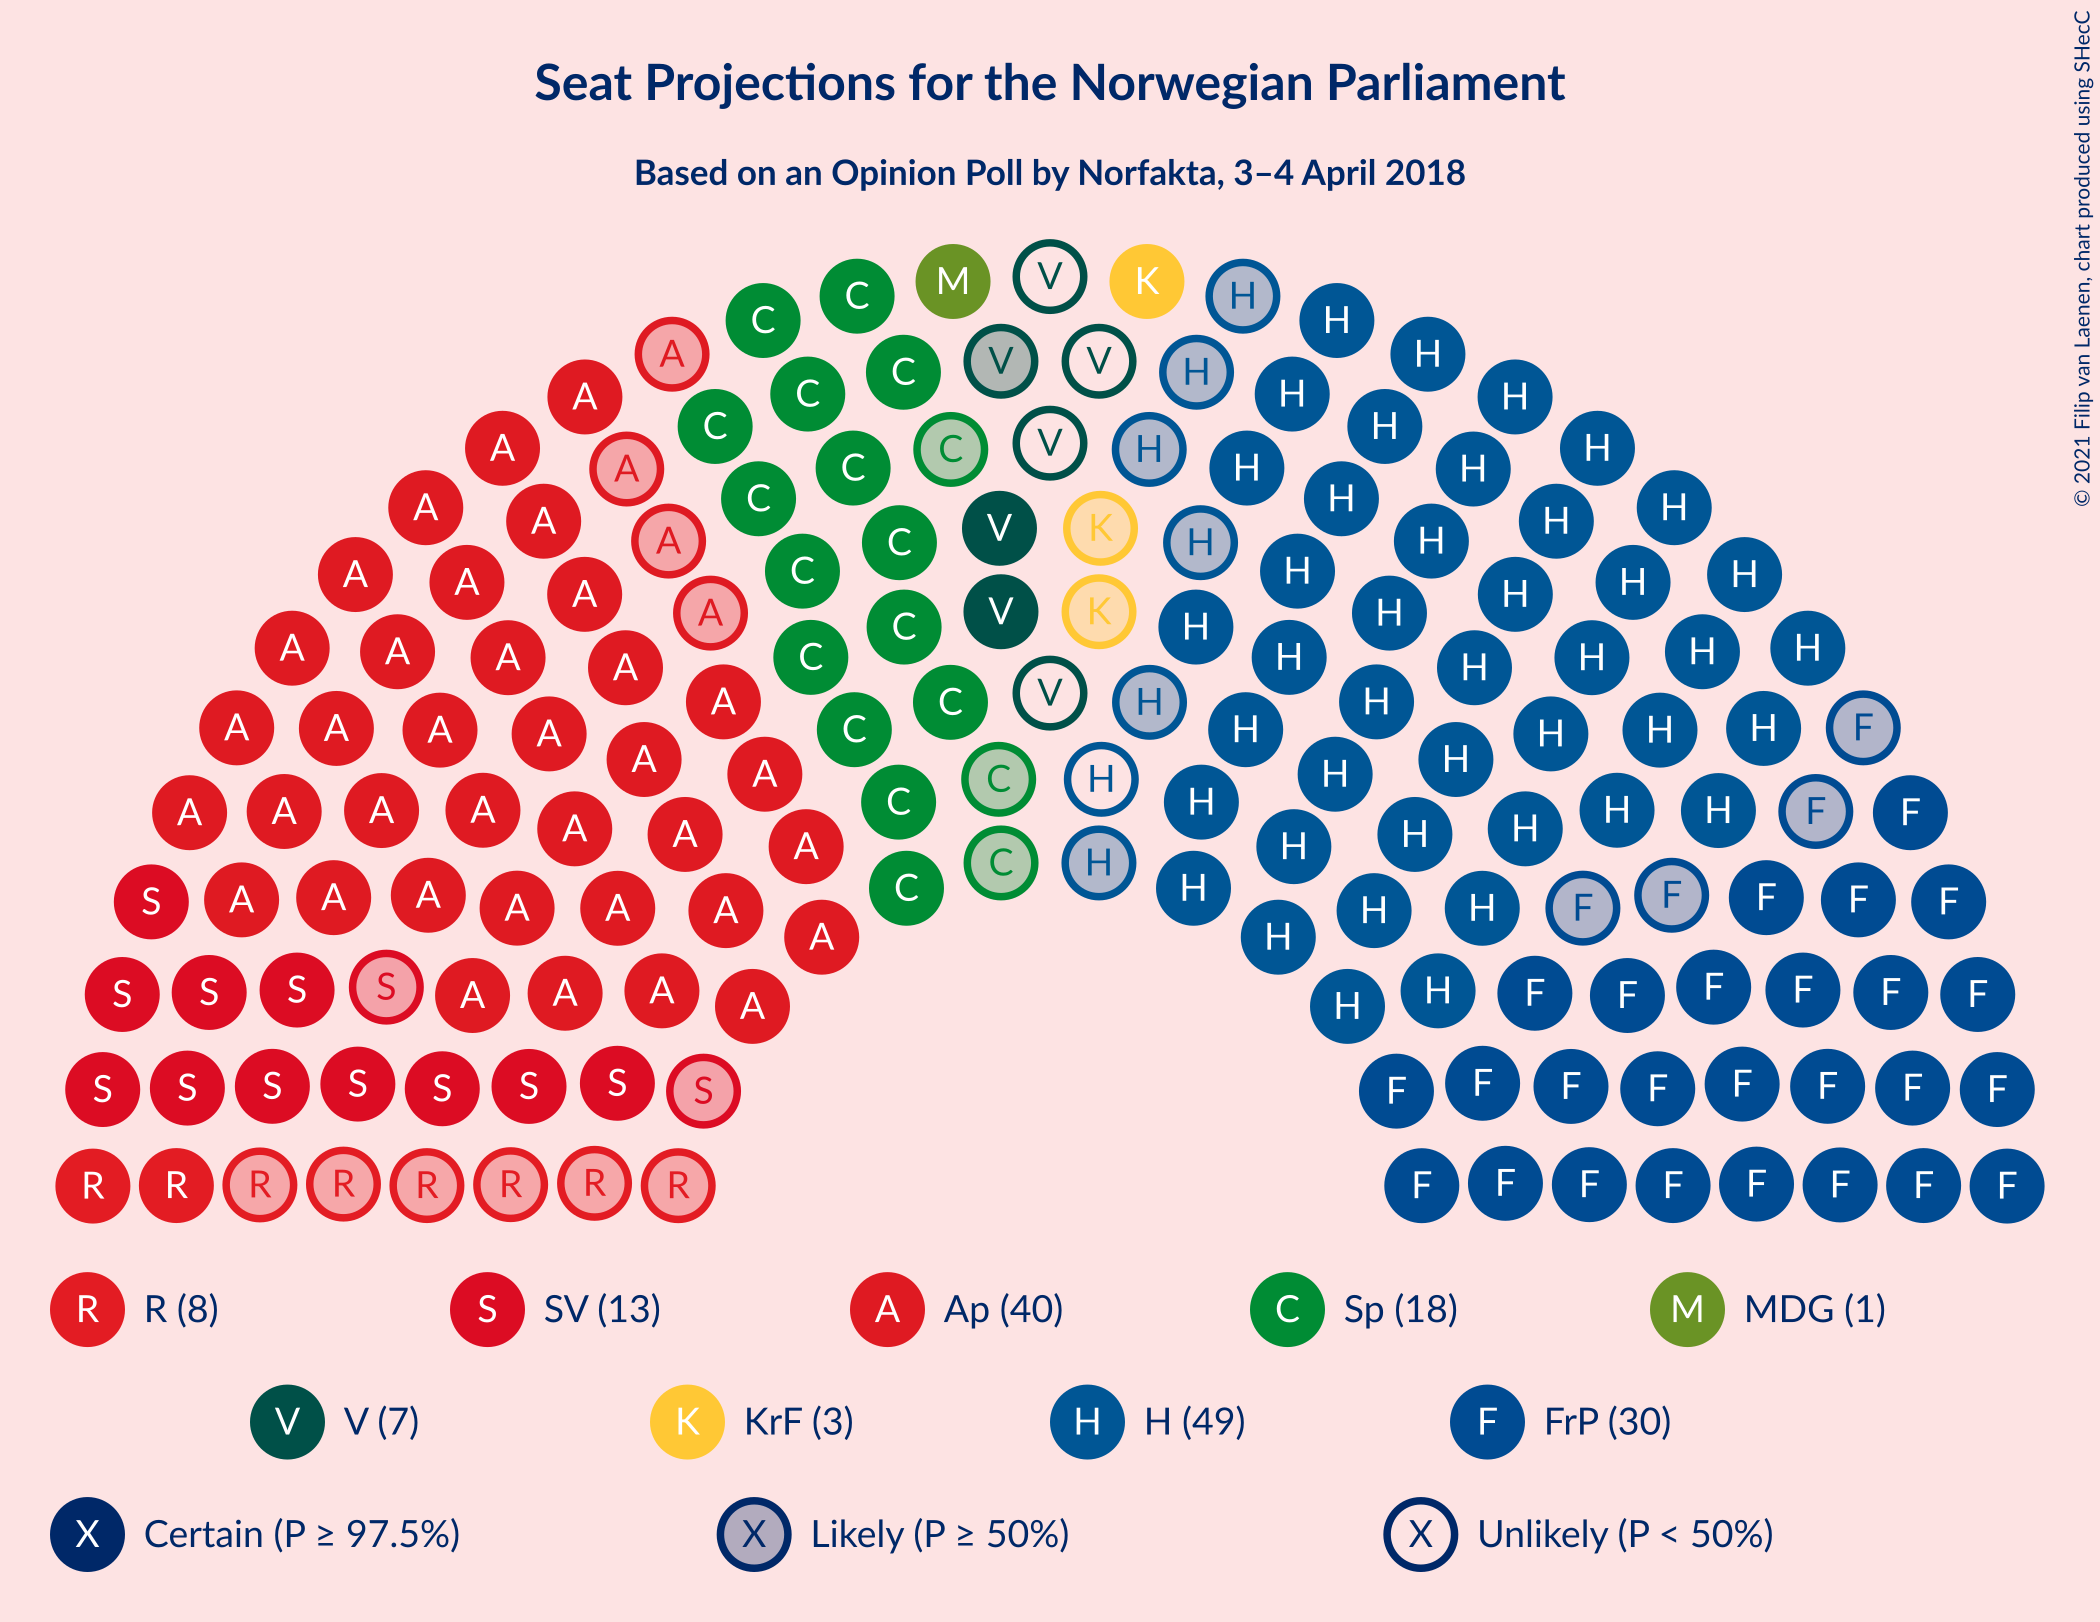 Seat Projections for the Norwegian Parliament
Based on an Opinion Poll by Norfakta, 3–4 April 2018
© 2021 Filip van Laenen, chart produced using SHecC
C M V K H
C H
A C V V H H
A C H H
A C C V H H H
A C H H
A A C V K H H H
A C H H
A A C H H H
A A C V K H H H
A A A A C H H H H H
A C V H H
A A A A C H H H H F
A A C H H H
A A A A A A C H H H H H F F
A C H H
S A A A A A A C H H H F F F F F
A H
S S S S A A A A H H F F F F F F
S S S S S S S S F F F F F F F F
R R R R R R R R F F F F F F F F
R R (8) S SV (13) A Ap (40) C Sp (18) M MDG (1)
V V (7) K KrF (3) H H (49) F FrP (30)
X Certain (P ≥ 97.5%) X Likely (P ≥ 50%) X Unlikely (P < 50%)